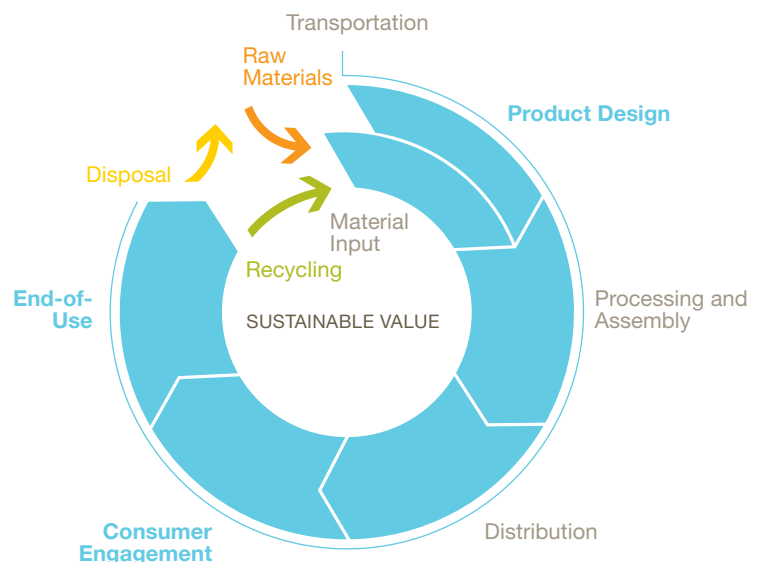 Transportation
Raw
Materials
Product Design
Disposal
Material
Input
Recycling
End-of-
Use
Processing and
Assembly
SUSTAINABLE VALUE
Consumer
Engagement
Distribution